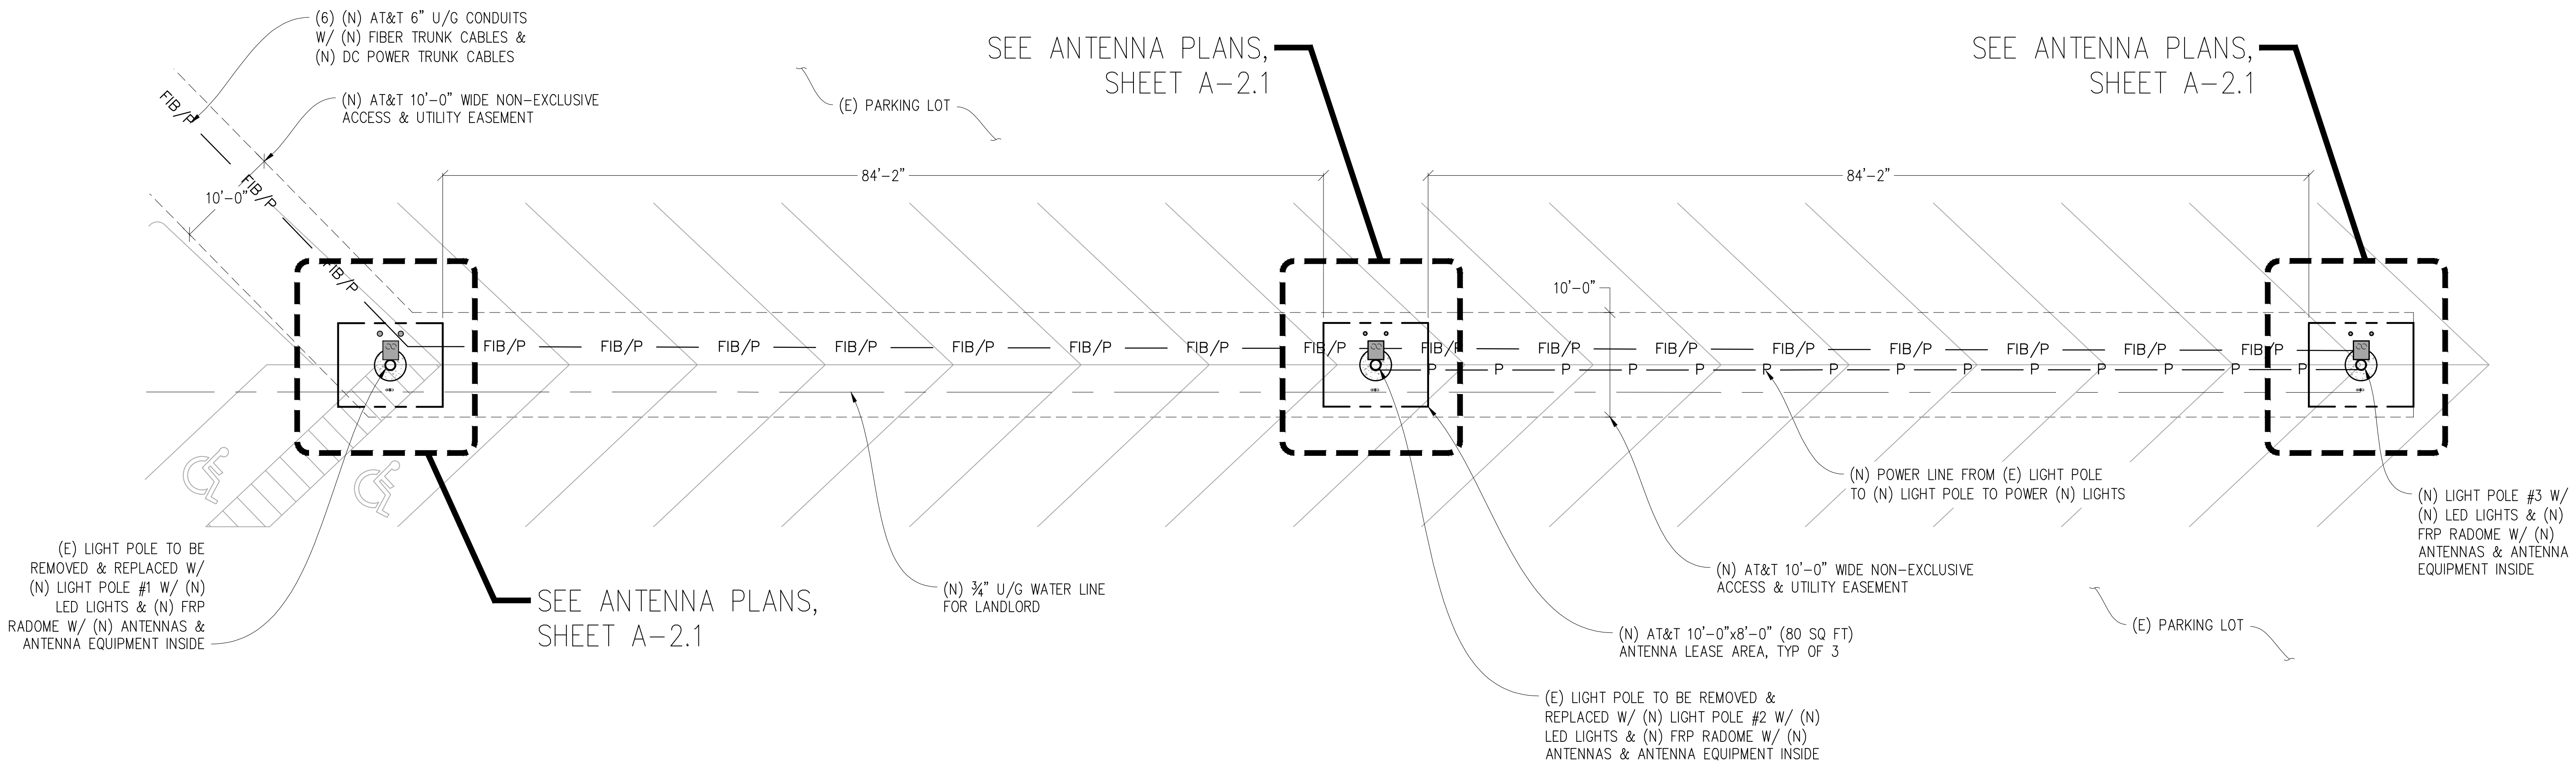 (6) (N) AT&T 6" U/G CONDUITS
W/ (N) FIBER TRUNK CABLES &
(N) DC POWER TRUNK CABLES
(N) AT&T 10'-0" WIDE NON-EXCLUSIVE
ACCESS & UTILITY EASEMENT
SEE ANTENNA PLANS,
SHEET A-2.1
(E) PARKING LOT
SEE ANTENNA PLANS,
SHEET A-2.1
FIB/P
FIB/P
FIB/P
10'-0"
84'-2"
84'-2"
10'-0"
FIB/P FIB/P FIB/P FIB/P FIB/P FIB/P FIB/P FIB/P FIB/P FIB/P FIB/P FIB/P FIB/P FIB/P FIB/P FIB/P
P P P P P P P P P P P P P P
(N) POWER LINE FROM (E) LIGHT POLE
TO (N) LIGHT POLE TO POWER (N) LIGHTS
(N) LIGHT POLE #3 W/
(N) LED LIGHTS & (N)
FRP RADOME W/ (N)
ANTENNAS & ANTENNA
EQUIPMENT INSIDE
(E) LIGHT POLE TO BE
REMOVED & REPLACED W/
(N) LIGHT POLE #1 W/ (N)
LED LIGHTS & (N) FRP
RADOME W/ (N) ANTENNAS &
ANTENNA EQUIPMENT INSIDE
SEE ANTENNA PLANS,
SHEET A-2.1
(N) ¾" U/G WATER LINE
FOR LANDLORD
(N) AT&T 10'-0" WIDE NON-EXCLUSIVE
ACCESS & UTILITY EASEMENT
(N) AT&T 10'-0"x8'-0" (80 SQ FT)
ANTENNA LEASE AREA, TYP OF 3
(E) PARKING LOT
(E) LIGHT POLE TO BE REMOVED &
REPLACED W/ (N) LIGHT POLE #2 W/ (N)
LED LIGHTS & (N) FRP RADOME W/ (N)
ANTENNAS & ANTENNA EQUIPMENT INSIDE